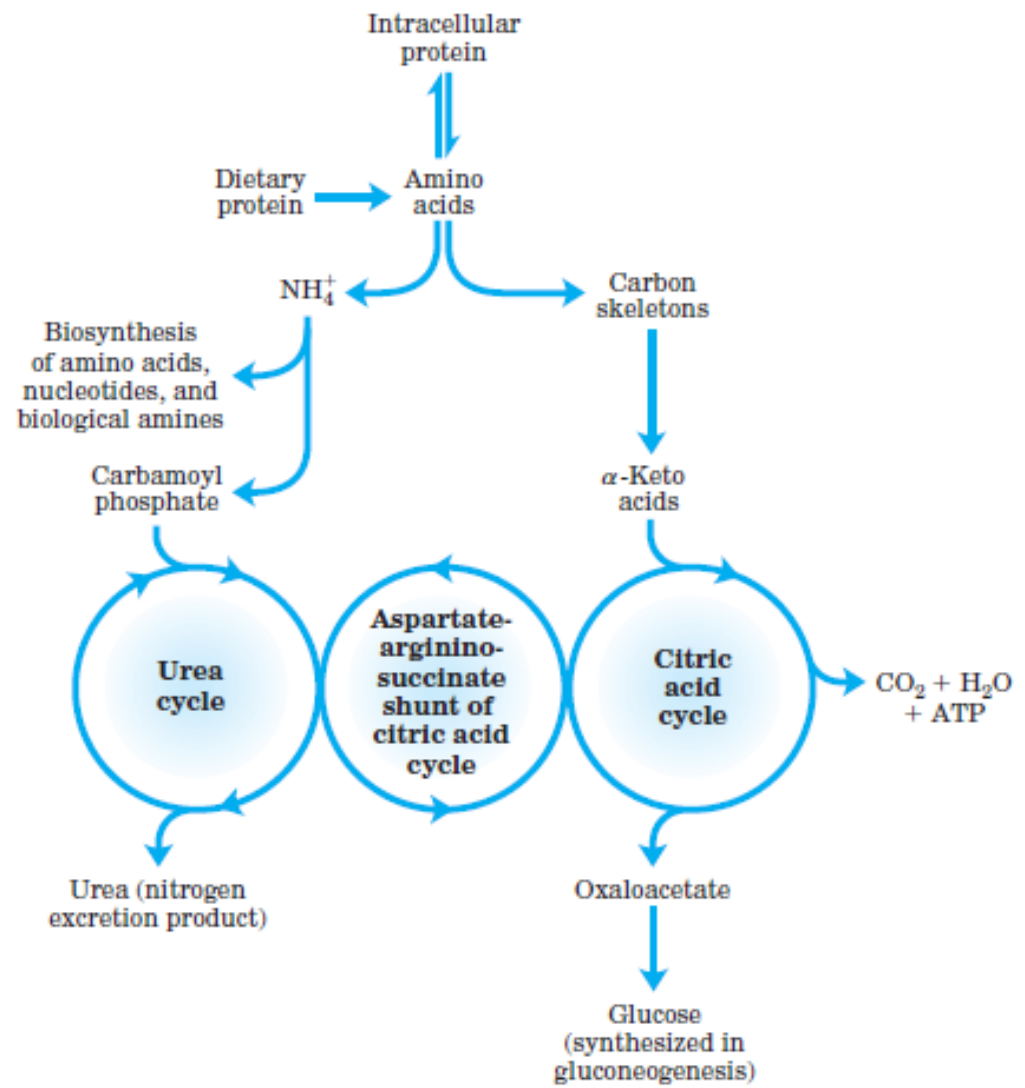 Intracellular
protein
Dietary
protein
Amino
acids
NH₄⁺
Carbon
skeletons
Biosynthesis
of amino acids,
nucleotides, and
biological amines
Carbamoyl
phosphate
α-Keto
acids
Urea
cycle
Aspartate-
arginino-
succinate
shunt of
citric acid
cycle
Citric
acid
cycle
CO₂ + H₂O
+ ATP
Urea (nitrogen
excretion product)
Oxaloacetate
Glucose
(synthesized in
gluconeogenesis)